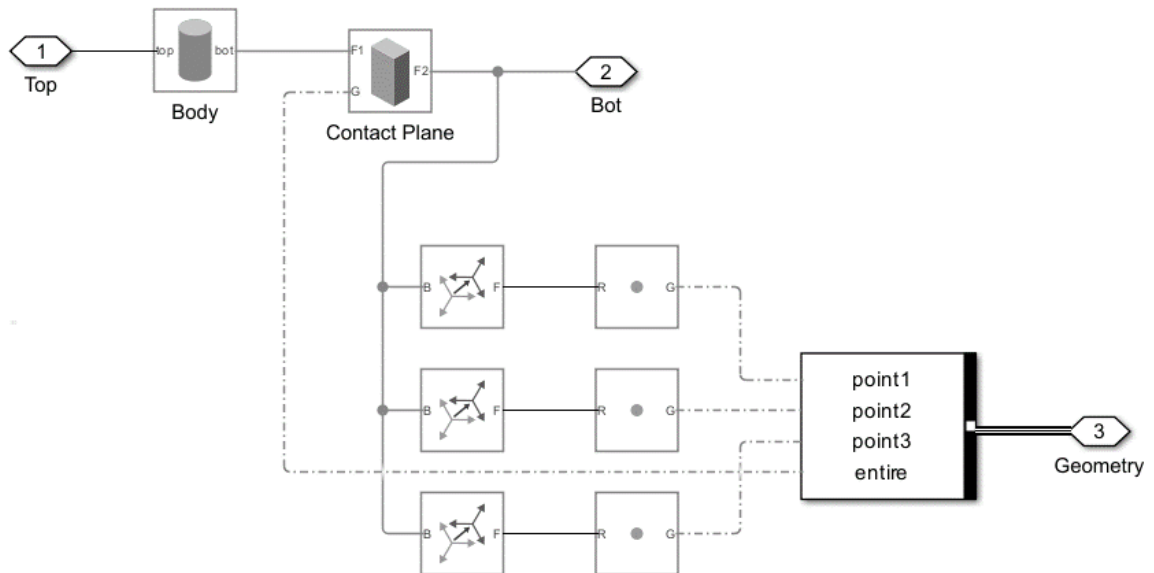 1
Top
top bot
Body
F1
F2
G
Contact Plane
2
Bot
B F R G
B F R G
B F R G
point1
point2
point3
entire
3
Geometry